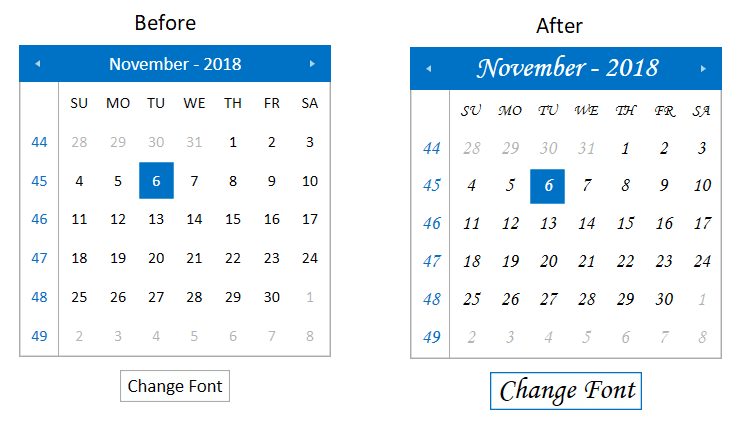 Before
November - 2018
SU MO TU WE TH FR SA
44 28 29 30 31 1 2 3
45 4 5 6 7 8 9 10
46 11 12 13 14 15 16 17
47 18 19 20 21 22 23 24
48 25 26 27 28 29 30 1
49 2 3 4 5 6 7 8
Change Font
After
November - 2018
SU MO TU WE TH FR SA
44 28 29 30 31 1 2 3
45 4 5 6 7 8 9 10
46 11 12 13 14 15 16 17
47 18 19 20 21 22 23 24
48 25 26 27 28 29 30 1
49 2 3 4 5 6 7 8
Change Font